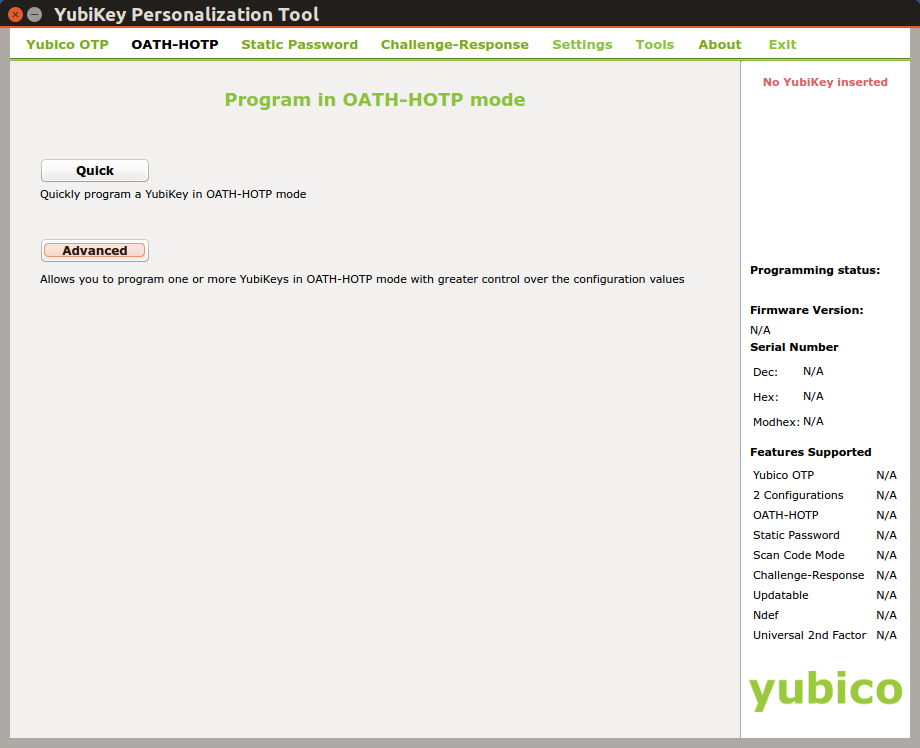 YubiKey Personalization Tool
Yubico OTP OATH-HOTP Static Password Challenge-Response Settings Tools About Exit
Program in OATH-HOTP mode
Quick
Quickly program a YubiKey in OATH-HOTP mode
Advanced
Allows you to program one or more YubiKeys in OATH-HOTP mode with greater control over the configuration values
No YubiKey inserted
Programming status:
Firmware Version:
N/A
Serial Number
Dec: N/A
Hex: N/A
Modhex: N/A
Features Supported
Yubico OTP N/A
2 Configurations N/A
OATH-HOTP N/A
Static Password N/A
Scan Code Mode N/A
Challenge-Response N/A
Updatable N/A
Ndef N/A
Universal 2nd Factor N/A
yubico